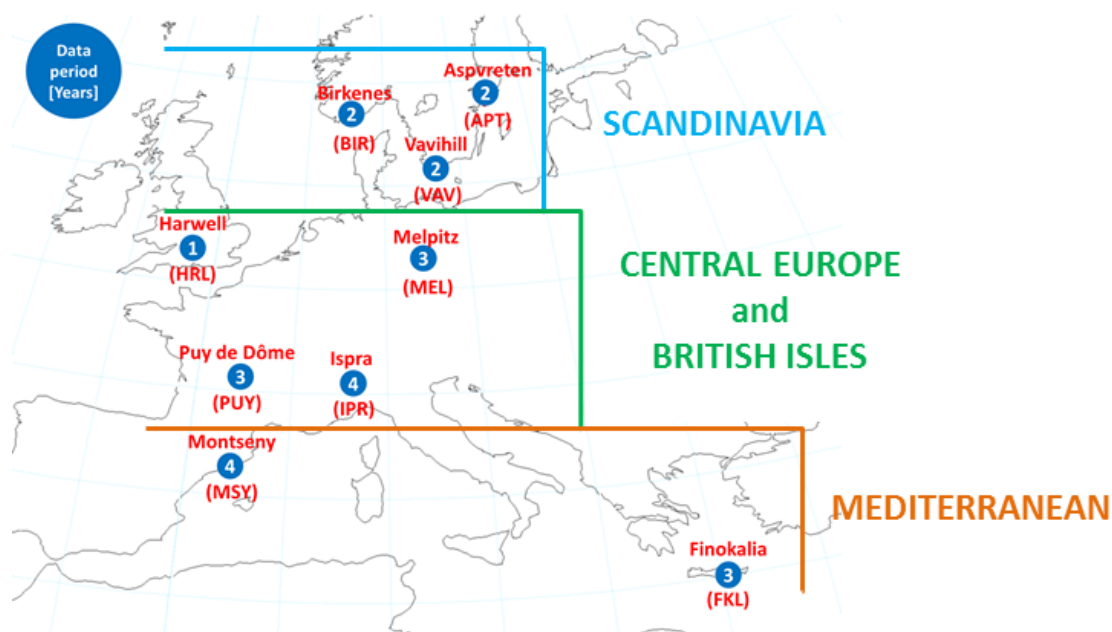 Data
period
[Years]
Aspvreten
2
(APT)
Birkenes
2
(BIR)
SCANDINAVIA
Vavihill
2
(VAV)
Harwell
1
(HRL)
Melpitz
3
(MEL)
CENTRAL EUROPE
and
BRITISH ISLES
Puy de Dôme
3
(PUY)
Ispra
4
(IPR)
Montseny
4
(MSY)
MEDITERRANEAN
Finokalia
3
(FKL)